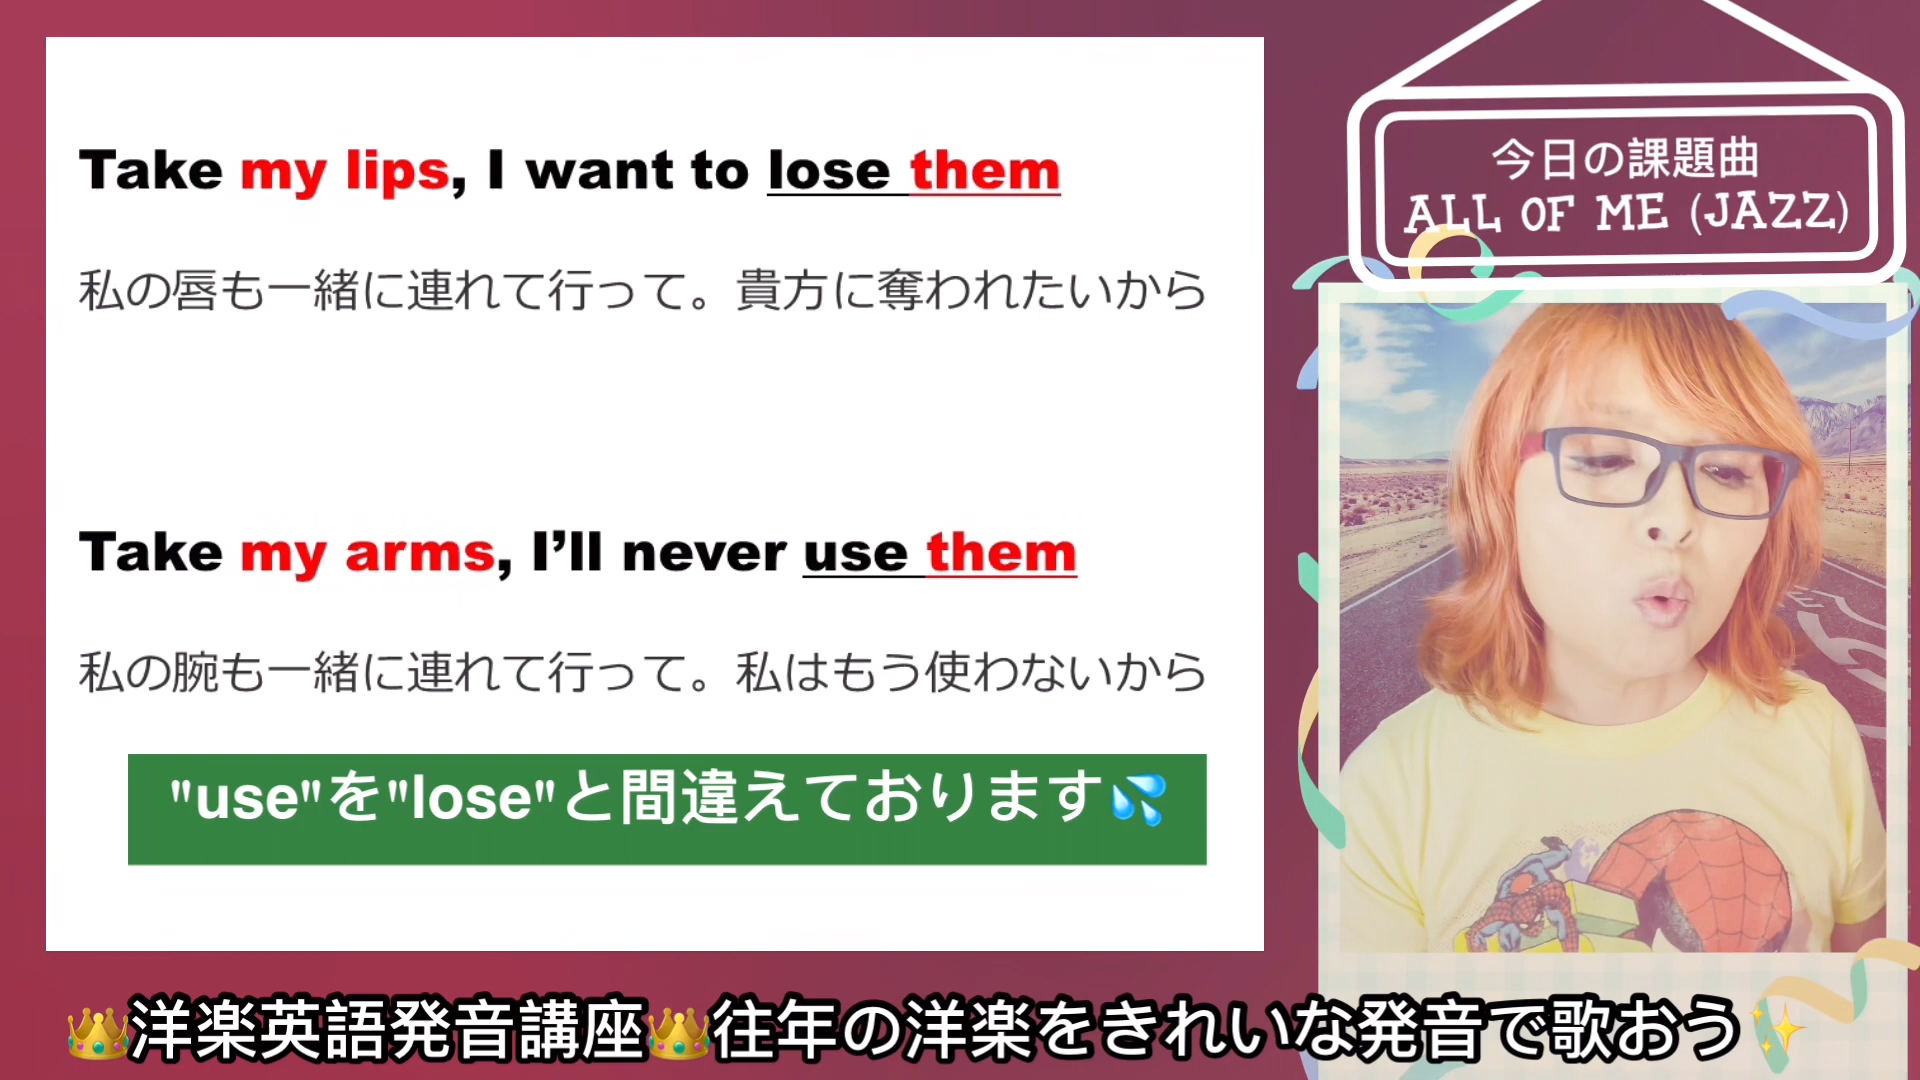 Take my lips, I want to lose them
私の唇も一緒に連れて行って。貴方に奪われたいから
Take my arms, I’ll never use them
私の腕も一緒に連れて行って。私はもう使わないから
"use"を"lose"と間違えております💦
今日の課題曲
ALL OF ME (JAZZ)
👑洋楽英語発音講座👑往年の洋楽をきれいな発音で歌おう✨